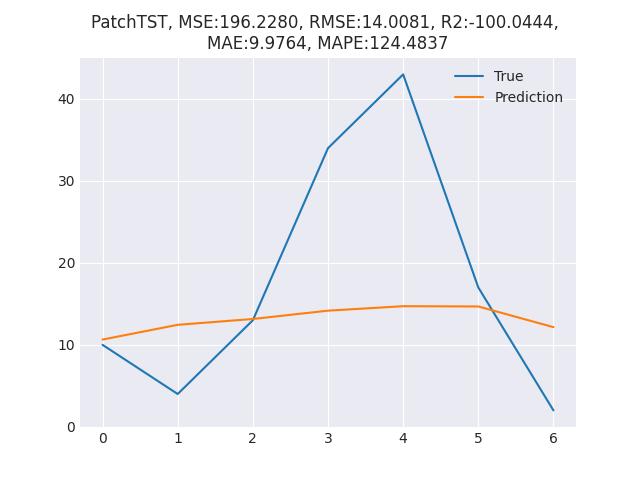 PatchTST, MSE:196.2280, RMSE:14.0081, R2:-100.0444,
MAE:9.9764, MAPE:124.4837
True
Prediction
40
30
20
10
0
0 1 2 3 4 5 6